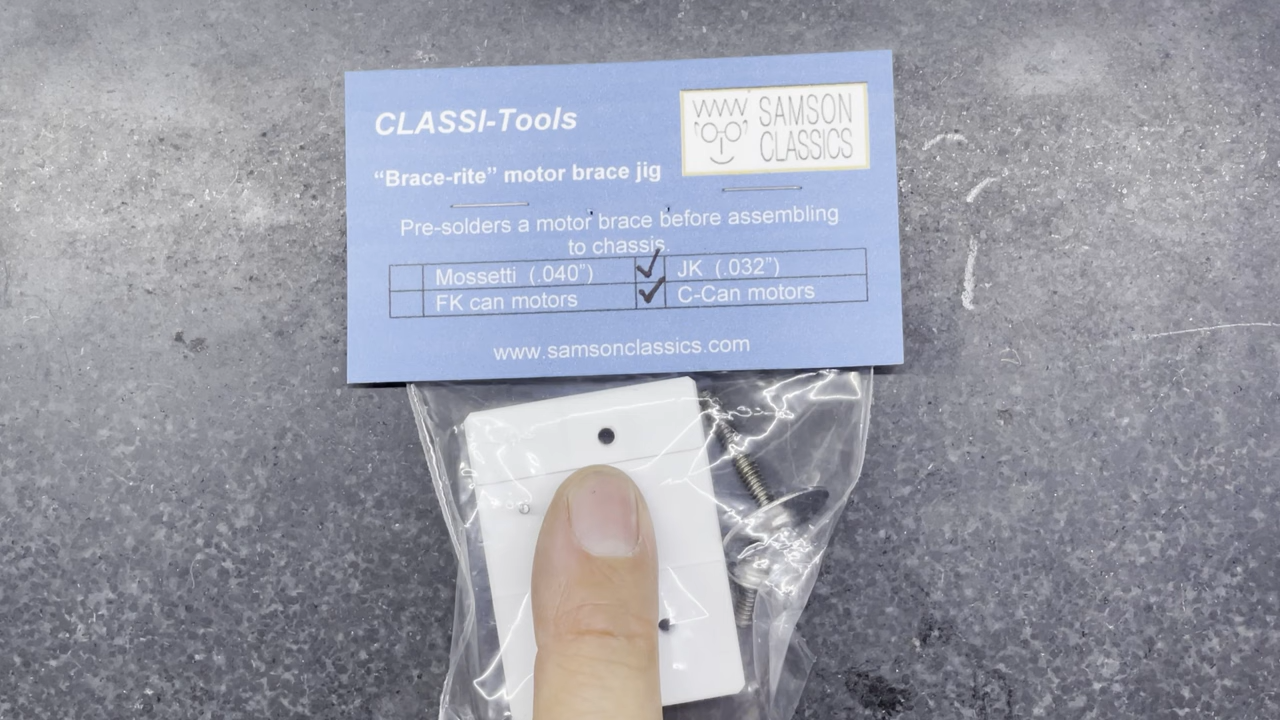 CLASSI-Tools
SAMSON
CLASSICS
“Brace-rite” motor brace jig
Pre-solders a motor brace before assembling
to chassis.
Mossetti (.040”) ✓ JK (.032”)
FK can motors ✓ C-Can motors
www.samsonclassics.com